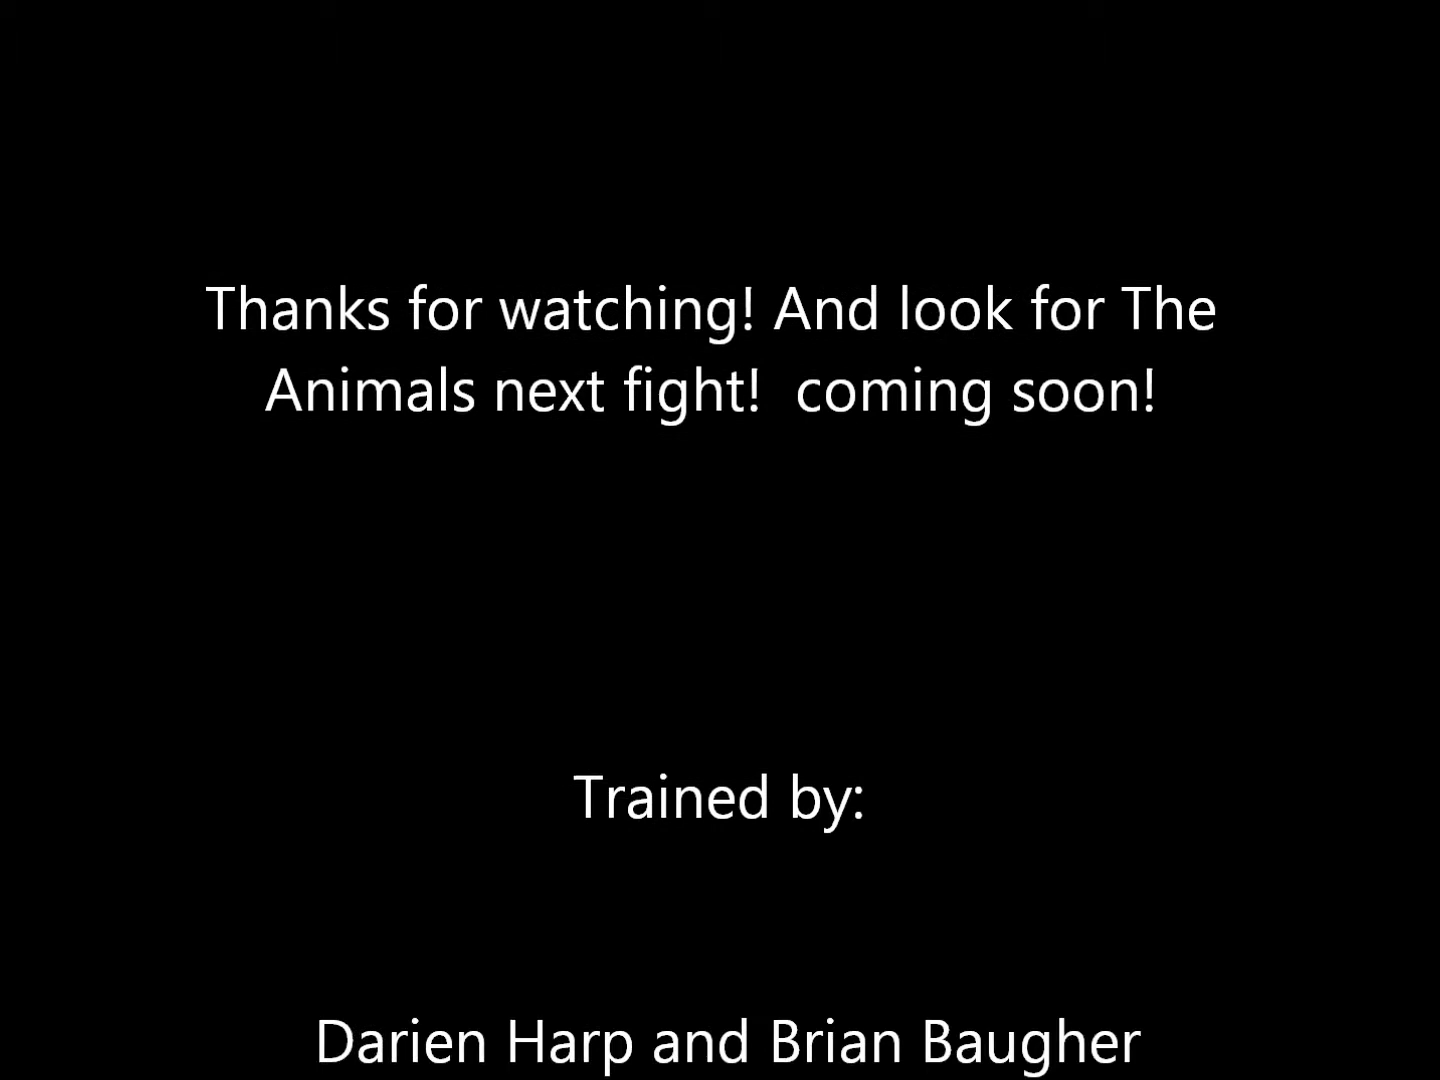 Thanks for watching! And look for The
Animals next fight!  coming soon!
Trained by:
Darien Harp and Brian Baugher